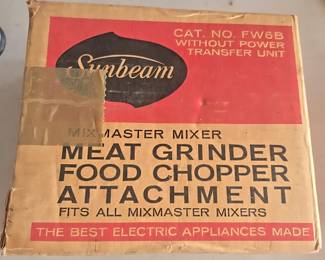 CAT. NO. FW6B
WITHOUT POWER
TRANSFER UNIT
Sunbeam
MIXMASTER MIXER
MEAT GRINDER
FOOD CHOPPER
ATTACHMENT
FITS ALL MIXMASTER MIXERS
THE BEST ELECTRIC APPLIANCES MADE